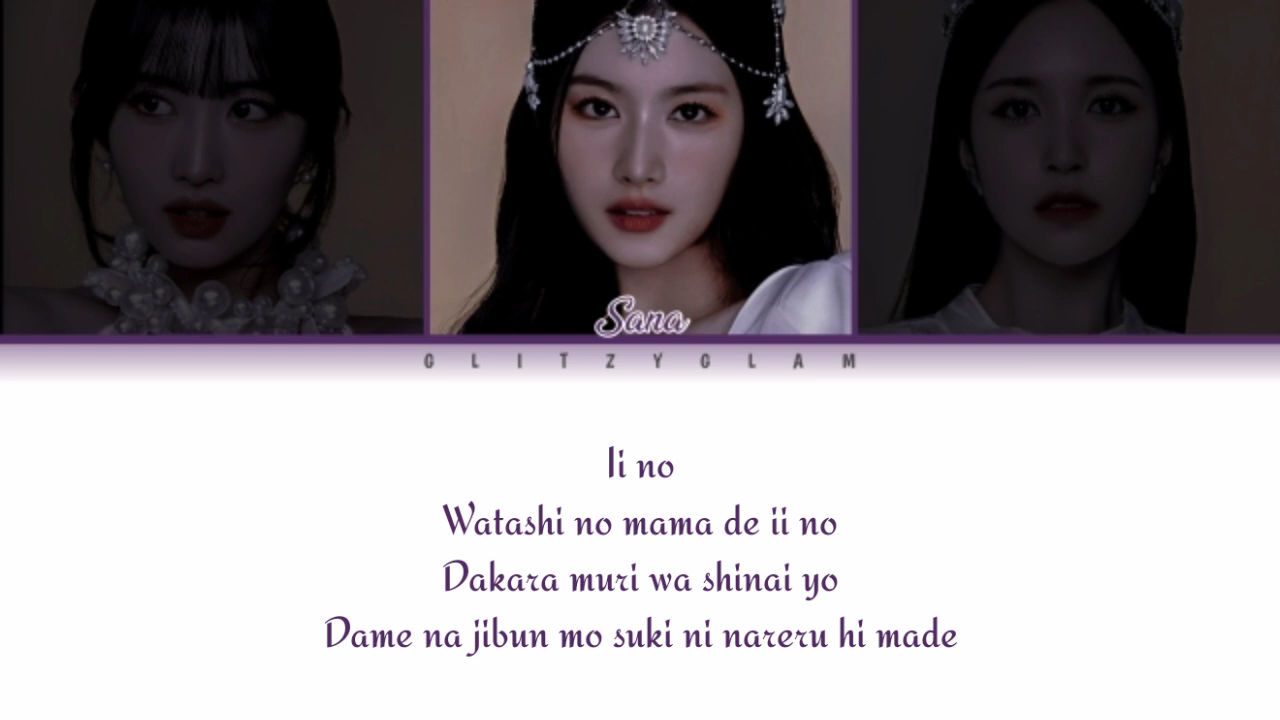 Sana
GLITZYGLAM
Ii no
Watashi no mama de ii no
Dakara muri wa shinai yo
Dame na jibun mo suki ni nareru hi made